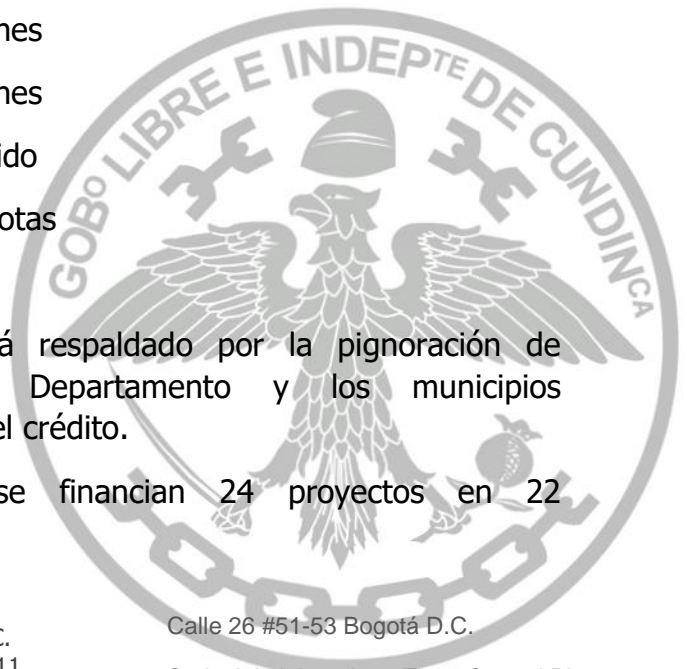 nes
nes
ido
otas
GOBº LIBRE E INDEPTE DE CUNDINCA
á respaldado por la pignoración de
Departamento y los municipios
el crédito.
se financian 24 proyectos en 22
C.
11
Calle 26 #51-53 Bogotá D.C.